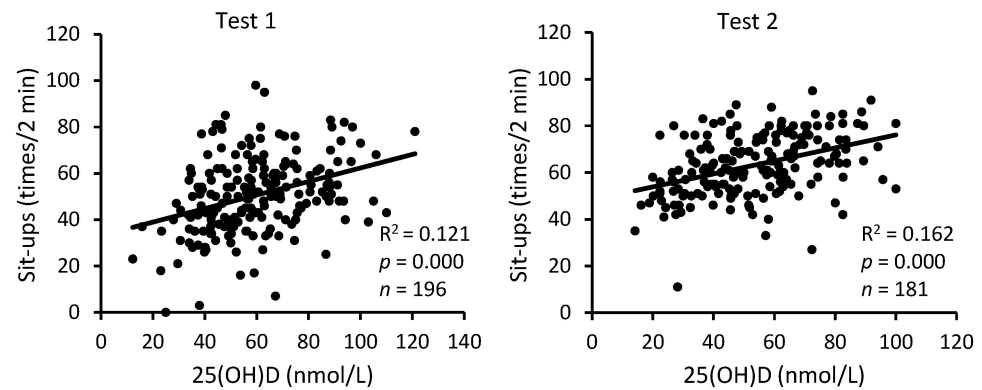 Test 1
Sit-ups (times/2 min)
120
100
80
60
40
20
0
R² = 0.121
p = 0.000
n = 196
0 20 40 60 80 100 120 140
25(OH)D (nmol/L)
Test 2
Sit-ups (times/2 min)
120
100
80
60
40
20
0
R² = 0.162
p = 0.000
n = 181
0 20 40 60 80 100 120
25(OH)D (nmol/L)